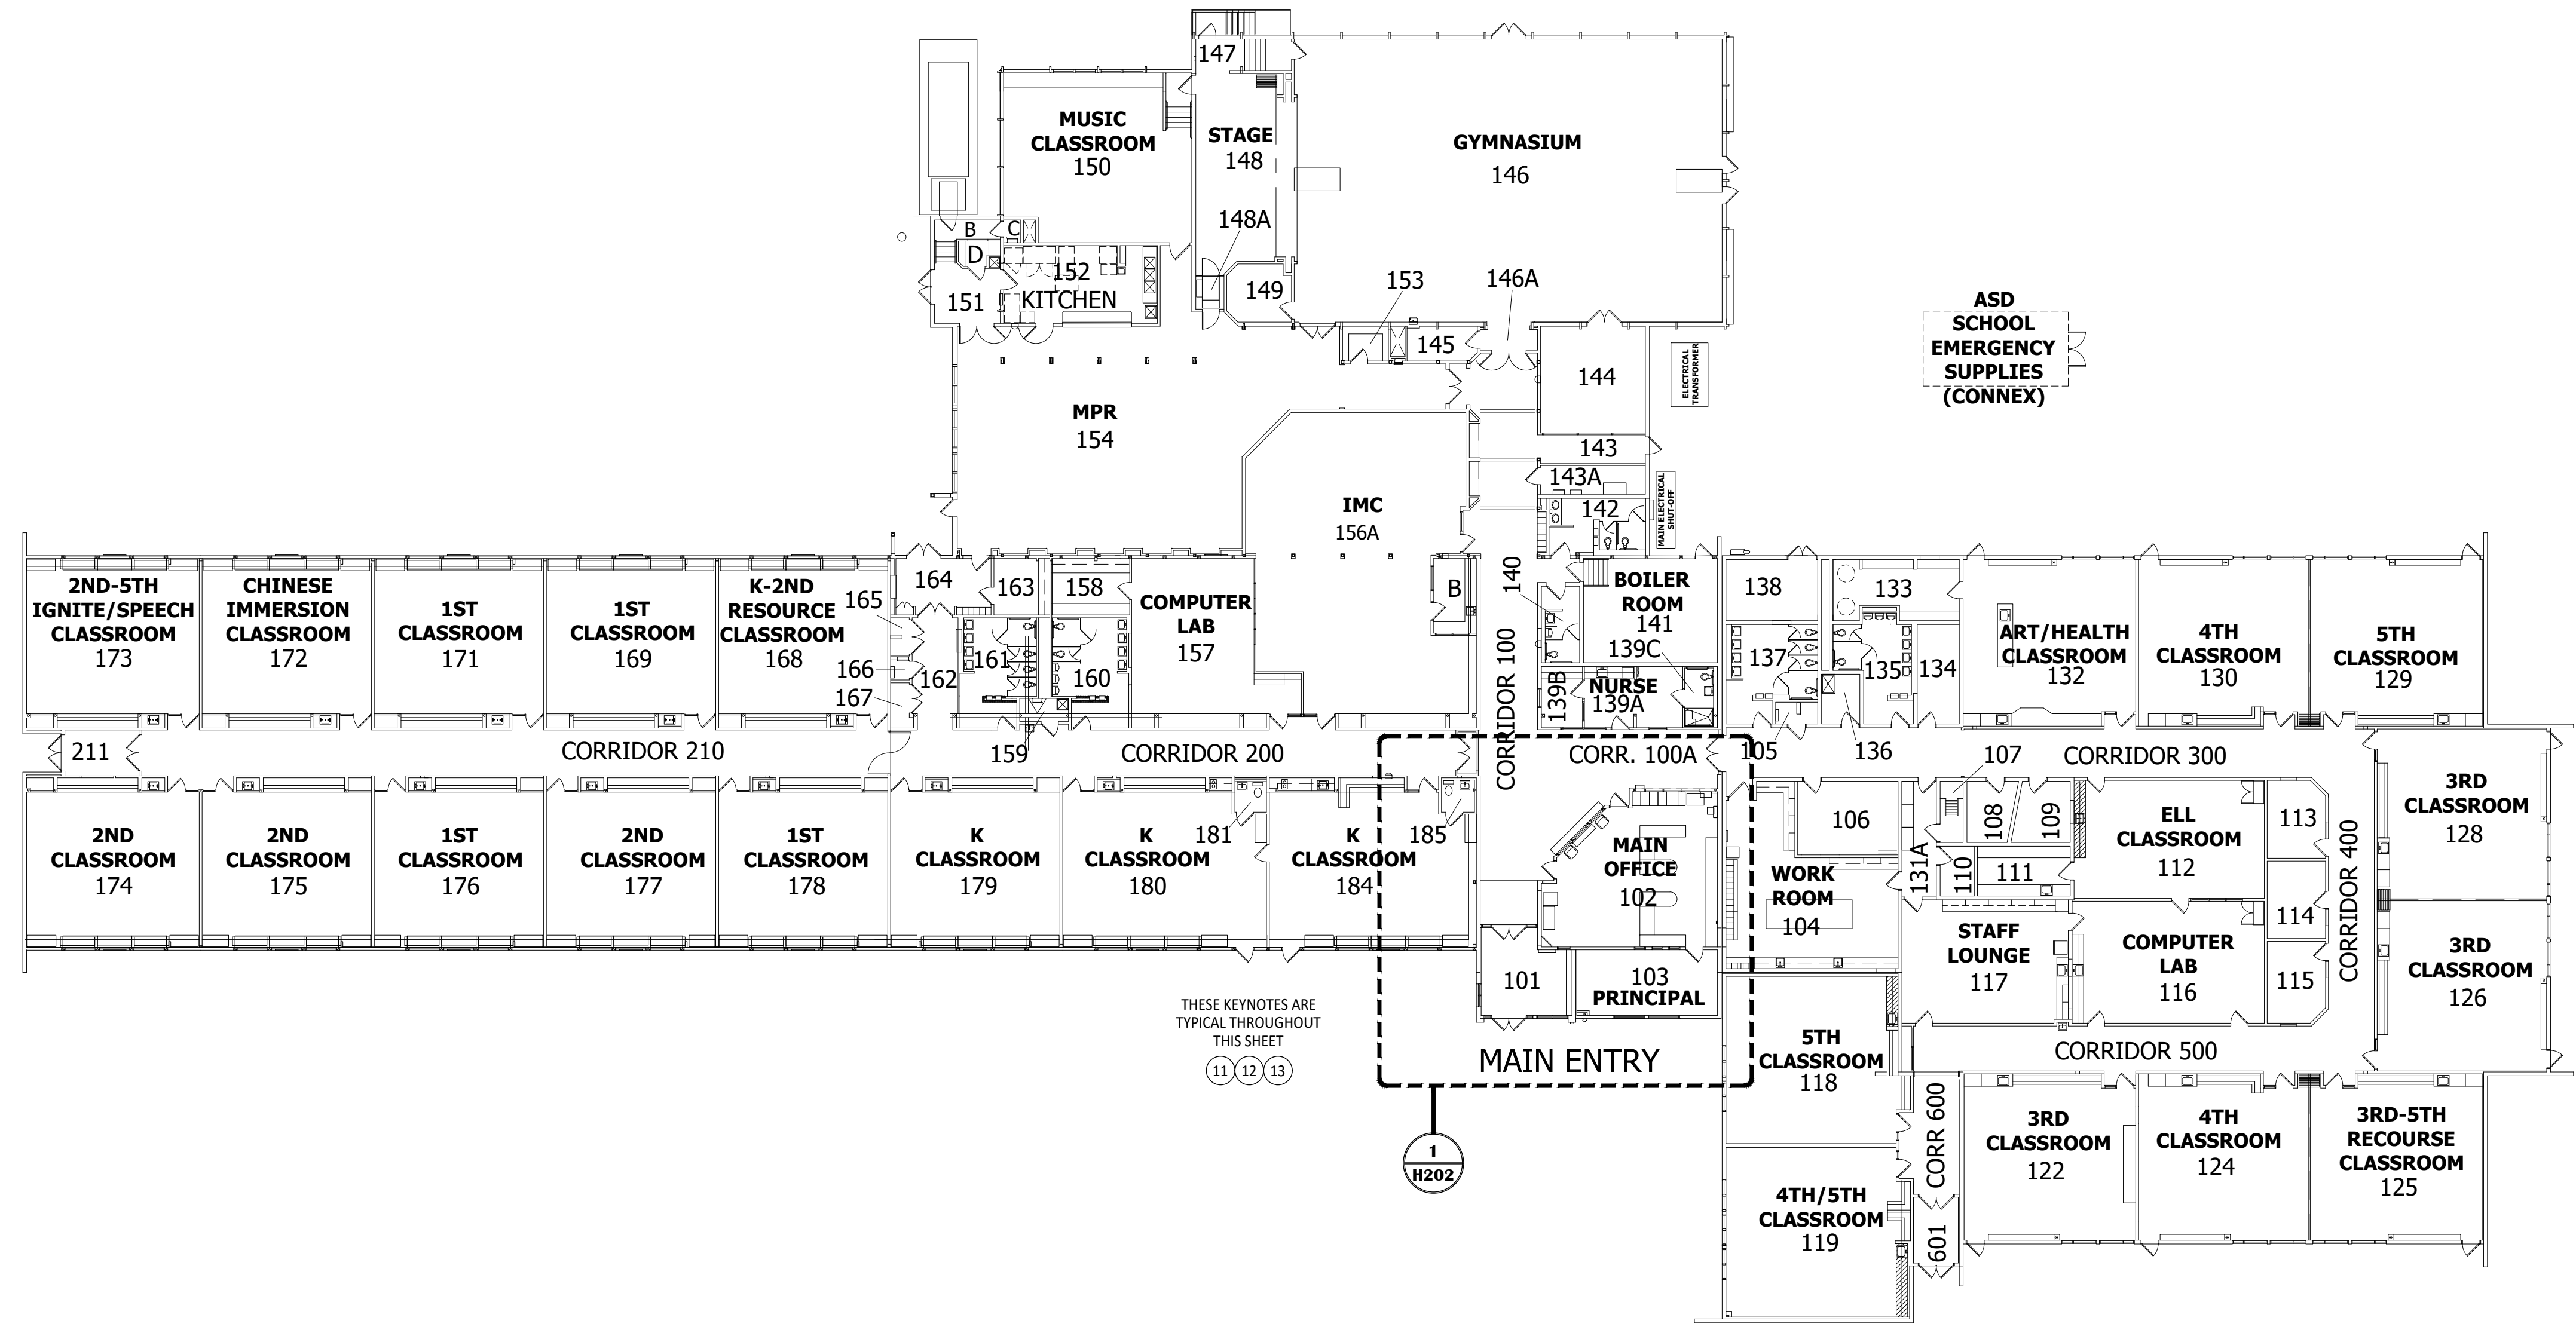 147
MUSIC
CLASSROOM
150
STAGE
148
GYMNASIUM
146
148A
B
C
D
152
KITCHEN
151
149
153
146A
145
144
ELECTRICAL
TRANSFORMER
ASD
SCHOOL
EMERGENCY
SUPPLIES
(CONNEX)
MPR
154
143
143A
IMC
156A
142
MAIN ELECTRICAL
SHUT-OFF
2ND-5TH
IGNITE/SPEECH
CLASSROOM
173
CHINESE
IMMERSION
CLASSROOM
172
1ST
CLASSROOM
171
1ST
CLASSROOM
169
K-2ND
RESOURCE
CLASSROOM
168
164
163
158
165
166
167
162
161
160
COMPUTER
LAB
157
B
140
BOILER
ROOM
141
139C
139B
NURSE
139A
138
137
133
135
134
ART/HEALTH
CLASSROOM
132
4TH
CLASSROOM
130
5TH
CLASSROOM
129
211
CORRIDOR 210
159
CORRIDOR 200
CORRIDOR 100
CORR. 100A
105
136
107
CORRIDOR 300
2ND
CLASSROOM
174
2ND
CLASSROOM
175
1ST
CLASSROOM
176
2ND
CLASSROOM
177
1ST
CLASSROOM
178
K
CLASSROOM
179
K
CLASSROOM
180
181
K
CLASSROOM
184
185
MAIN
OFFICE
102
106
WORK
ROOM
104
131A
108
109
110
111
ELL
CLASSROOM
112
113
114
115
CORRIDOR 400
3RD
CLASSROOM
128
3RD
CLASSROOM
126
101
103
PRINCIPAL
STAFF
LOUNGE
117
COMPUTER
LAB
116
THESE KEYNOTES ARE
TYPICAL THROUGHOUT
THIS SHEET
11 12 13
MAIN ENTRY
1
H202
5TH
CLASSROOM
118
CORRIDOR 500
4TH/5TH
CLASSROOM
119
CORR 600
601
3RD
CLASSROOM
122
4TH
CLASSROOM
124
3RD-5TH
RECOURSE
CLASSROOM
125